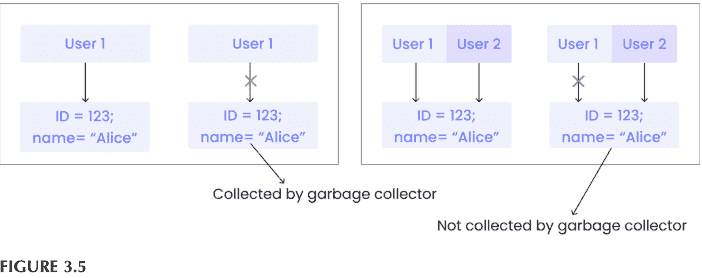 User 1
User 1
ID = 123;
name= “Alice”
ID = 123;
name= “Alice”
Collected by garbage collector
User 1 User 2
User 1 User 2
ID = 123;
name= “Alice”
ID = 123;
name= “Alice”
Not collected by garbage collector
FIGURE 3.5